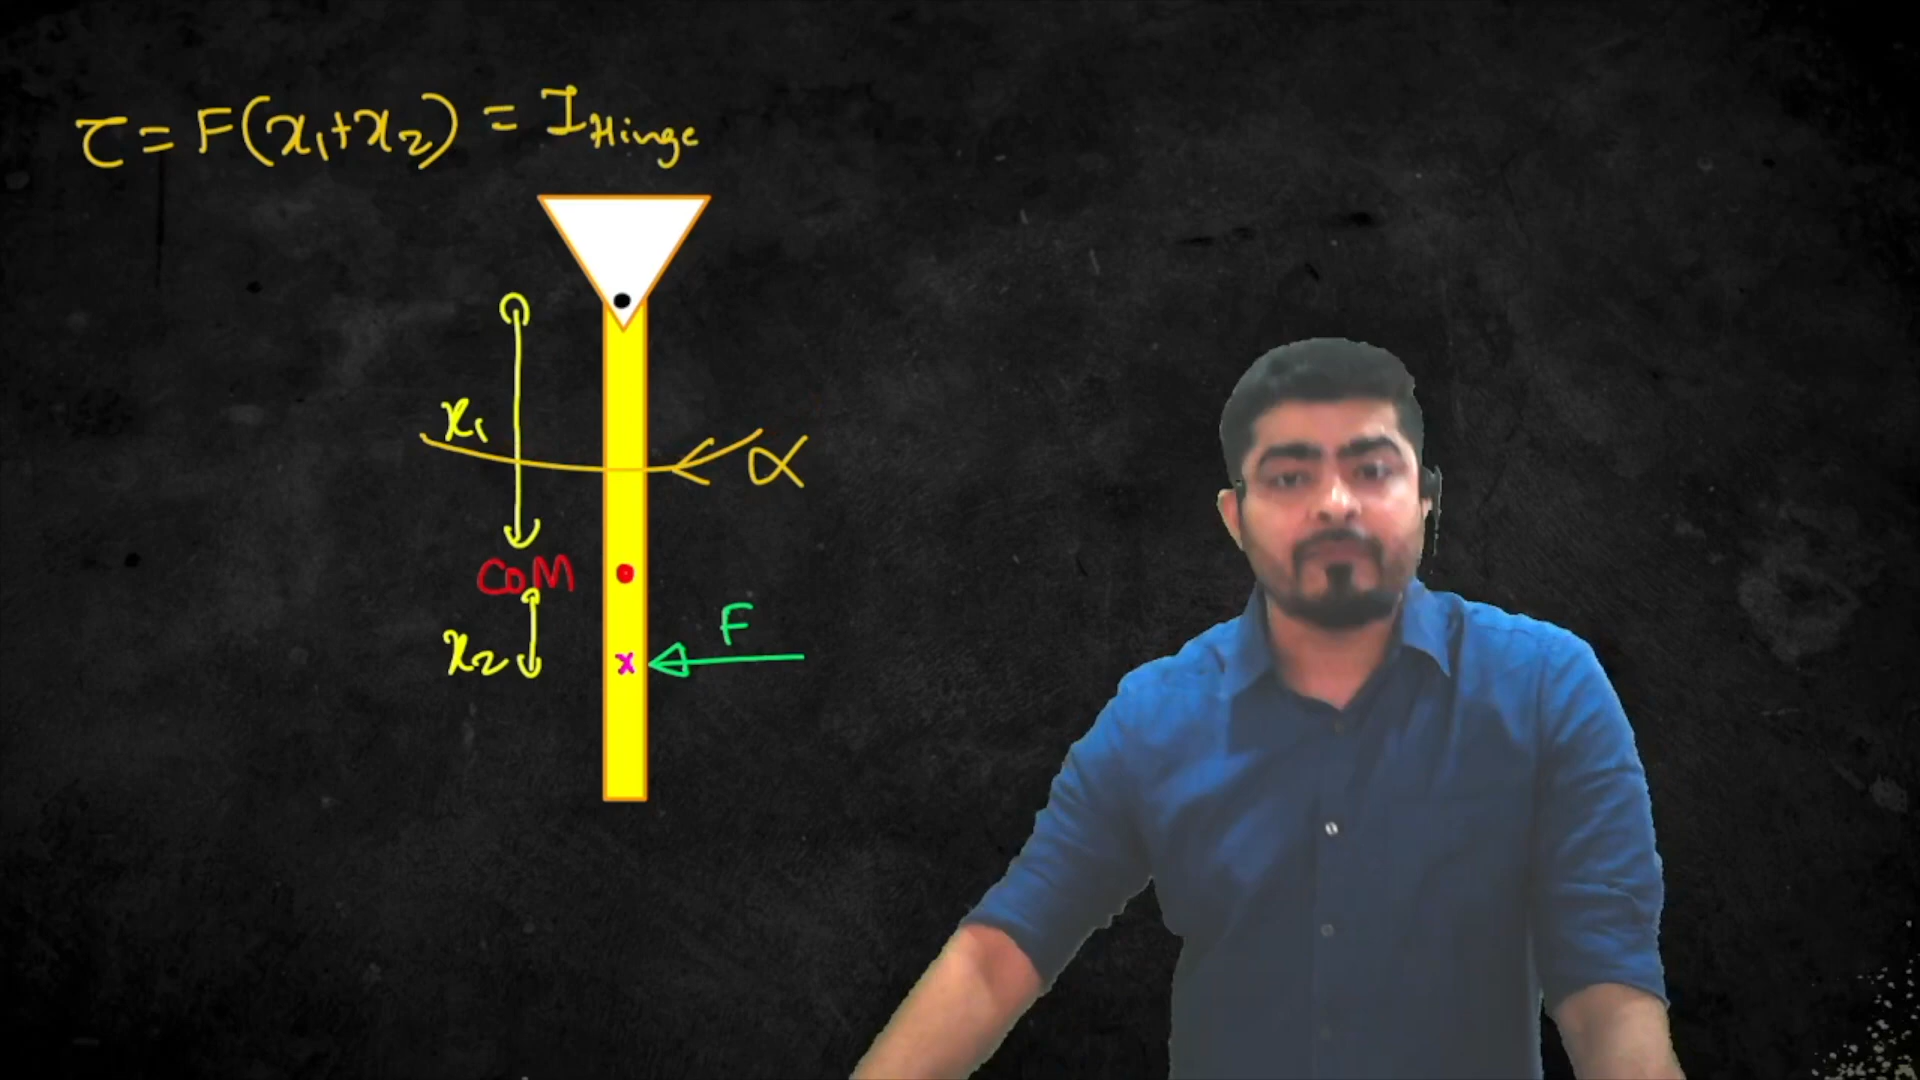 τ = F(x₁+x₂) = I_Hinge
x₁
α
COM
F
x₂
x